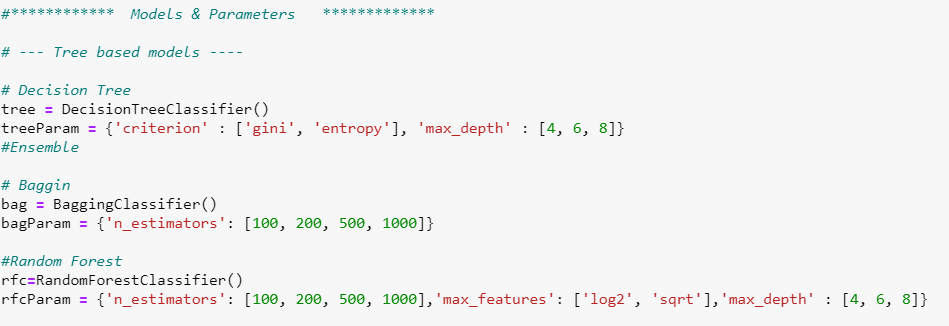 #************  Models & Parameters   *************
# --- Tree based models ----
# Decision Tree
tree = DecisionTreeClassifier()
treeParam = {'criterion' : ['gini', 'entropy'], 'max_depth' : [4, 6, 8]}
#Ensemble
# Baggin
bag = BaggingClassifier()
bagParam = {'n_estimators': [100, 200, 500, 1000]}
#Random Forest
rfc=RandomForestClassifier()
rfcParam = {'n_estimators': [100, 200, 500, 1000],'max_features': ['log2', 'sqrt'],'max_depth' : [4, 6, 8]}